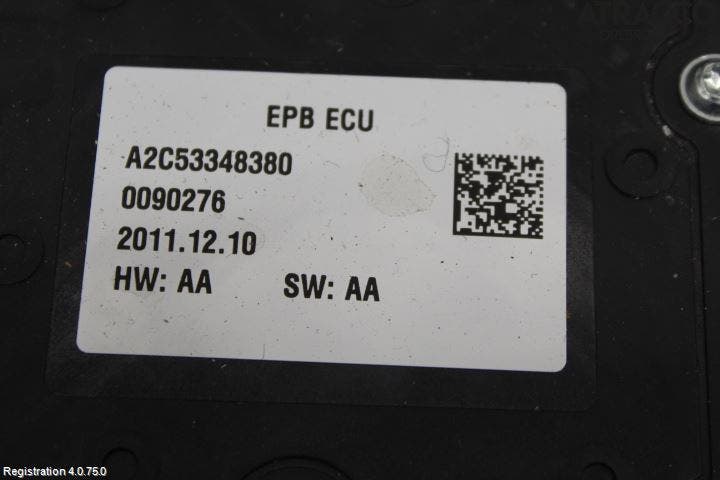 EPB ECU
A2C53348380
0090276
2011.12.10
HW: AA SW: AA
Registration 4.0.75.0